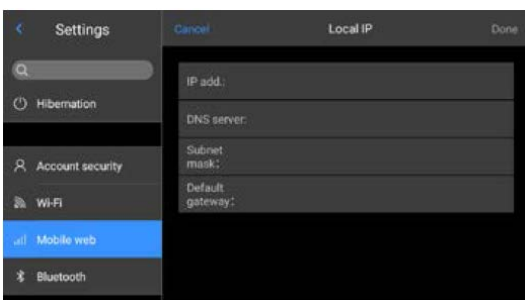 Settings
Cancel
Local IP
Done
Hibernation
Account security
Wi-Fi
Mobile web
Bluetooth
IP add.:
DNS server:
Subnet
mask:
Default
gateway: